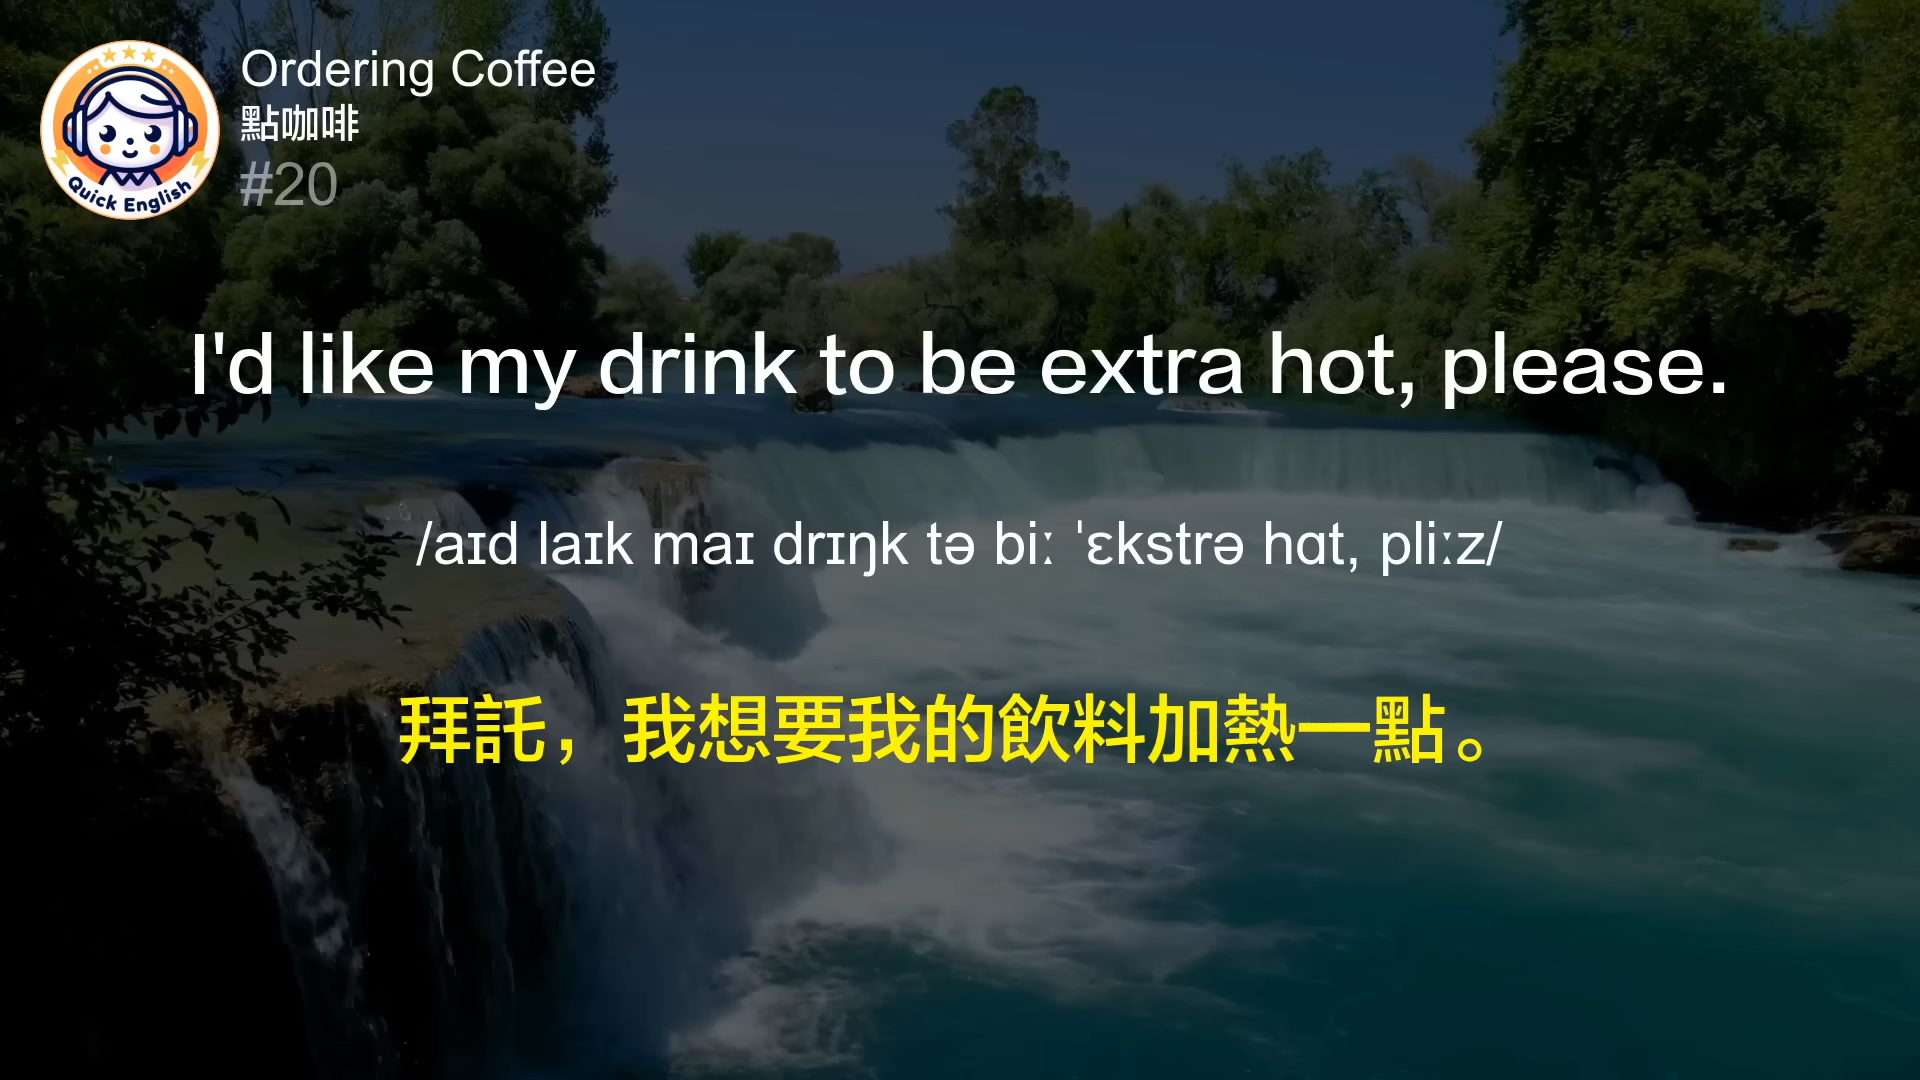 Quick English
Ordering Coffee
點咖啡
#20
I'd like my drink to be extra hot, please.
/aɪd laɪk maɪ drɪŋk tə biː ˈɛkstrə hɑt, pliːz/
拜託，我想要我的飲料加熱一點。